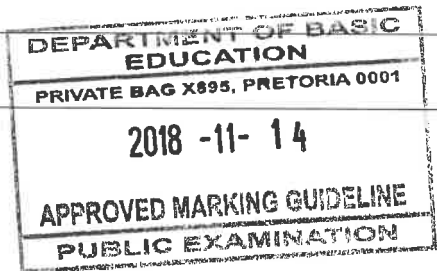 DEPARTMENT OF BASIC
EDUCATION
PRIVATE BAG X895, PRETORIA 0001
2018 -11- 14
APPROVED MARKING GUIDELINE
PUBLIC EXAMINATION